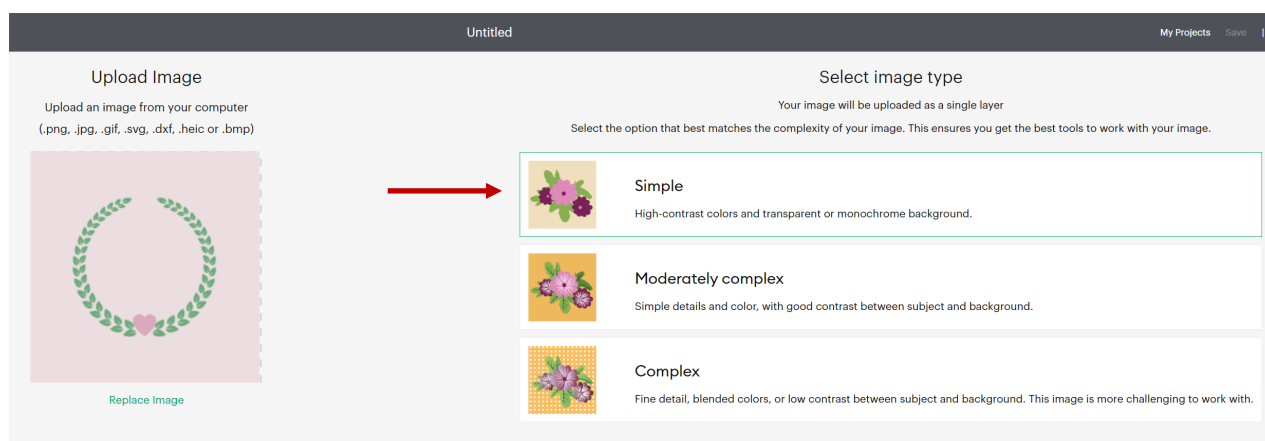 Untitled
My Projects Save
Upload Image
Upload an image from your computer
(.png, .jpg, .gif, .svg, .dxf, .heic or .bmp)
Replace Image
Select image type
Your image will be uploaded as a single layer
Select the option that best matches the complexity of your image. This ensures you get the best tools to work with your image.
Simple
High-contrast colors and transparent or monochrome background.
Moderately complex
Simple details and color, with good contrast between subject and background.
Complex
Fine detail, blended colors, or low contrast between subject and background. This image is more challenging to work with.